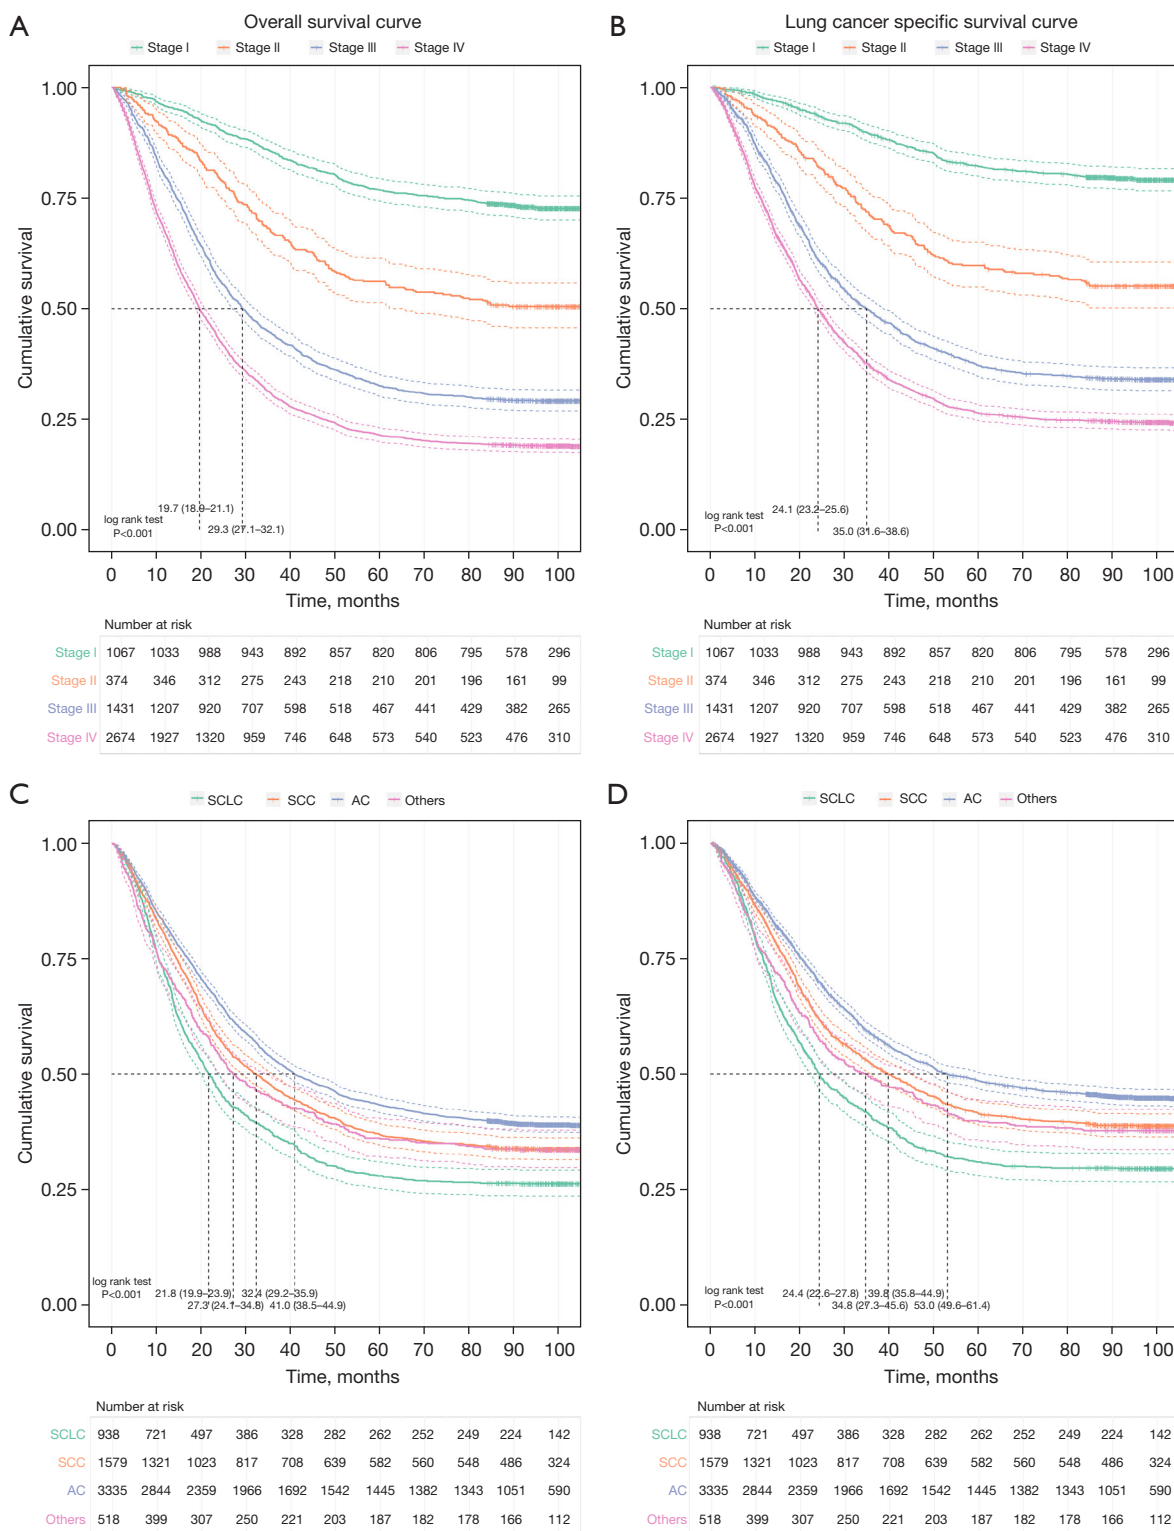 A
Overall survival curve
Stage I Stage II Stage III Stage IV
Cumulative survival
1.00
0.75
0.50
0.25
0.00
19.7 (18.9–21.1)
log rank test
P<0.001
29.3 (27.1–32.1)
0 10 20 30 40 50 60 70 80 90 100
Time, months
Number at risk
Stage I 1067 1033 988 943 892 857 820 806 795 578 296
Stage II 374 346 312 275 243 218 210 201 196 161 99
Stage III 1431 1207 920 707 598 518 467 441 429 382 265
Stage IV 2674 1927 1320 959 746 648 573 540 523 476 310
B
Lung cancer specific survival curve
Stage I Stage II Stage III Stage IV
Cumulative survival
1.00
0.75
0.50
0.25
0.00
24.1 (23.2–25.6)
log rank test
P<0.001
35.0 (31.6–38.6)
0 10 20 30 40 50 60 70 80 90 100
Time, months
Number at risk
Stage I 1067 1033 988 943 892 857 820 806 795 578 296
Stage II 374 346 312 275 243 218 210 201 196 161 99
Stage III 1431 1207 920 707 598 518 467 441 429 382 265
Stage IV 2674 1927 1320 959 746 648 573 540 523 476 310
C
SCLC SCC AC Others
Cumulative survival
1.00
0.75
0.50
0.25
0.00
log rank test
P<0.001
21.8 (19.9–23.9) 32.4 (29.2–35.9)
27.3 (24.1–34.8) 41.0 (38.5–44.9)
0 10 20 30 40 50 60 70 80 90 100
Time, months
Number at risk
SCLC 938 721 497 386 328 282 262 252 249 224 142
SCC 1579 1321 1023 817 708 639 582 560 548 486 324
AC 3335 2844 2359 1966 1692 1542 1445 1382 1343 1051 590
Others 518 399 307 250 221 203 187 182 178 166 112
D
SCLC SCC AC Others
Cumulative survival
1.00
0.75
0.50
0.25
0.00
log rank test
P<0.001
24.4 (22.6–27.8) 39.8 (35.8–44.9)
34.8 (27.3–45.6) 53.0 (49.6–61.4)
0 10 20 30 40 50 60 70 80 90 100
Time, months
Number at risk
SCLC 938 721 497 386 328 282 262 252 249 224 142
SCC 1579 1321 1023 817 708 639 582 560 548 486 324
AC 3335 2844 2359 1966 1692 1542 1445 1382 1343 1051 590
Others 518 399 307 250 221 203 187 182 178 166 112